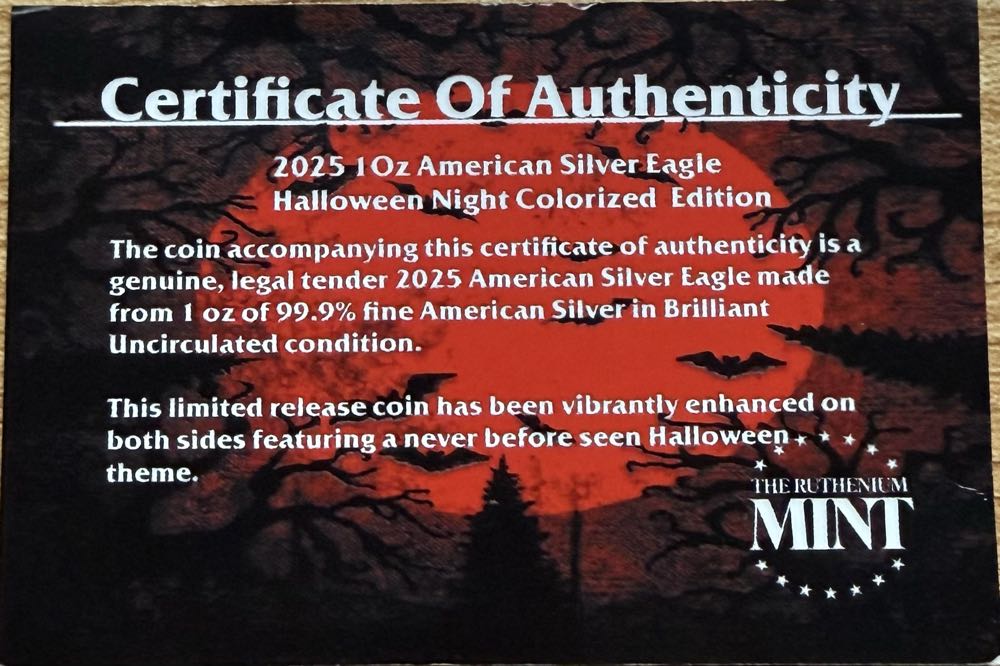 Certificate Of Authenticity
2025 1Oz American Silver Eagle
Halloween Night Colorized Edition
The coin accompanying this certificate of authenticity is a
genuine, legal tender 2025 American Silver Eagle made
from 1 oz of 99.9% fine American Silver in Brilliant
Uncirculated condition.
This limited release coin has been vibrantly enhanced on
both sides featuring a never before seen Halloween
theme.
THE RUTHENIUM
MINT